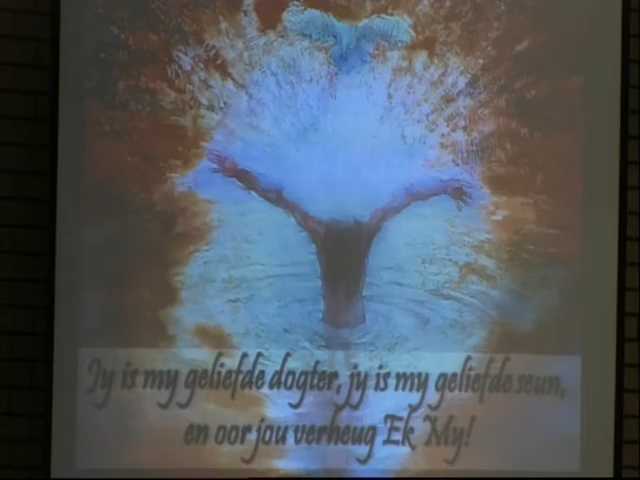 Jy is my geliefde dogter, jy is my geliefde seun,
en oor jou verheug Ek My!